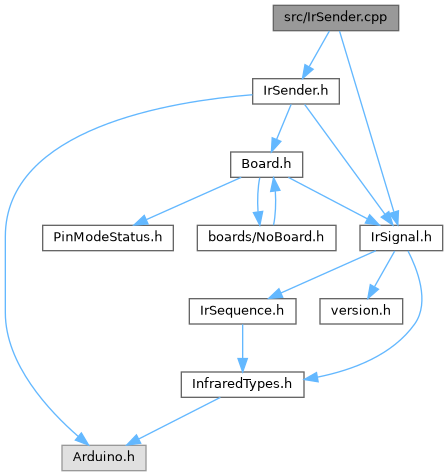 src/IrSender.cpp
IrSender.h
Board.h
PinModeStatus.h
boards/NoBoard.h
IrSignal.h
IrSequence.h
version.h
InfraredTypes.h
Arduino.h